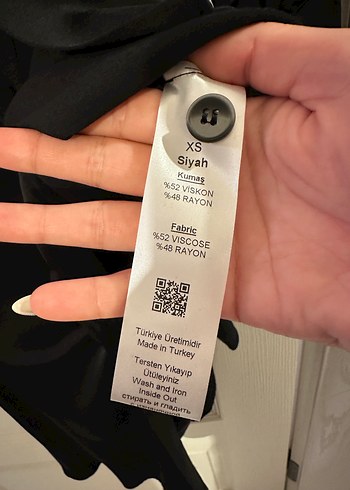 XS
Siyah
Kumaş
%52 VİSKON
%48 RAYON
Fabric
%52 VISCOSE
%48 RAYON
Türkiye Üretimidir
Made in Turkey
Tersten Yıkayıp
Ütüleyiniz
Wash and Iron
Inside Out
стирать и гладить